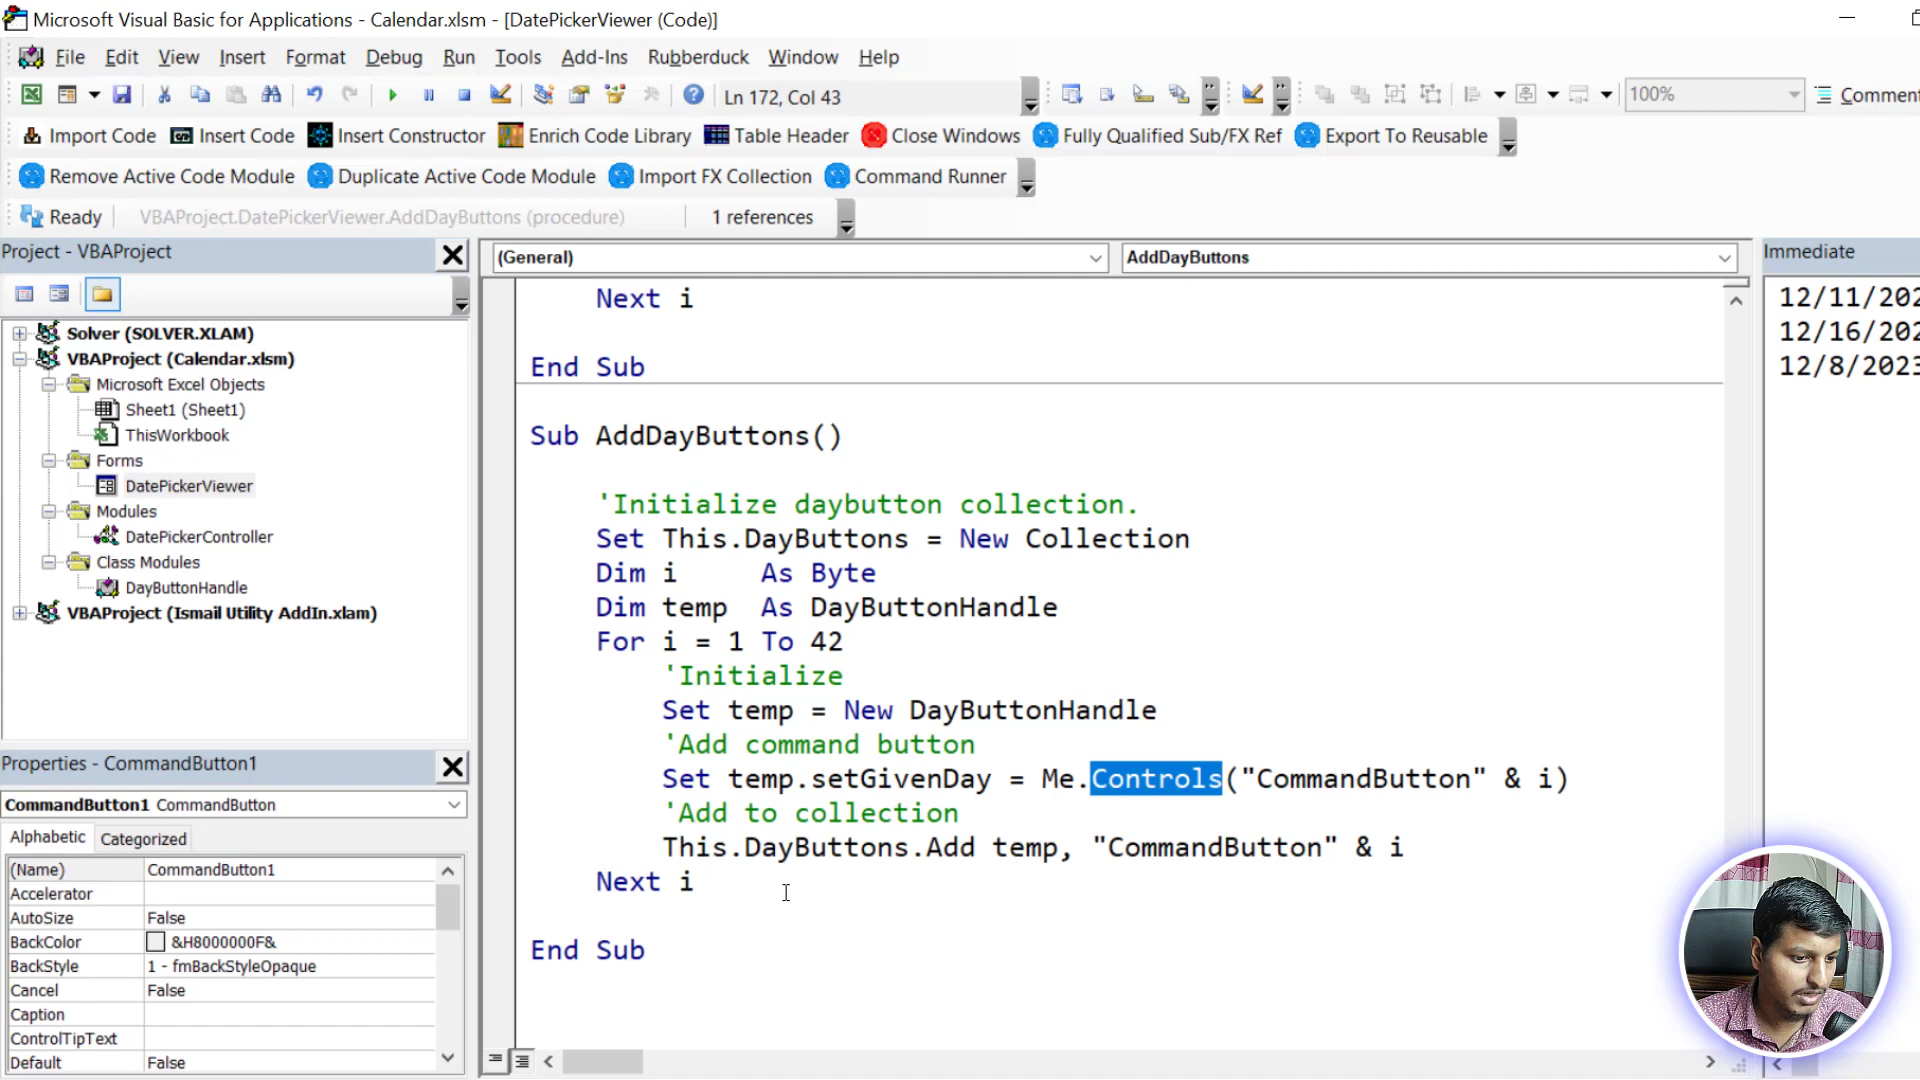 Microsoft Visual Basic for Applications - Calendar.xlsm - [DatePickerViewer (Code)]
File Edit View Insert Format Debug Run Tools Add-Ins Rubberduck Window Help
Ln 172, Col 43
100%
Import Code Insert Code Insert Constructor Enrich Code Library Table Header Close Windows Fully Qualified Sub/FX Ref Export To Reusable
Remove Active Code Module Duplicate Active Code Module Import FX Collection Command Runner
Ready VBAProject.DatePickerViewer.AddDayButtons (procedure) 1 references
Project - VBAProject
Solver (SOLVER.XLAM)
VBAProject (Calendar.xlsm)
Microsoft Excel Objects
Sheet1 (Sheet1)
ThisWorkbook
Forms
DatePickerViewer
Modules
DatePickerController
Class Modules
DayButtonHandle
VBAProject (Ismail Utility AddIn.xlam)
Properties - CommandButton1
CommandButton1 CommandButton
Alphabetic Categorized
(Name) CommandButton1
Accelerator
AutoSize False
BackColor &H8000000F&
BackStyle 1 - fmBackStyleOpaque
Cancel False
Caption
ControlTipText
Default False
(General) AddDayButtons
Next i
End Sub
Sub AddDayButtons()
'Initialize daybutton collection.
Set This.DayButtons = New Collection
Dim i As Byte
Dim temp As DayButtonHandle
For i = 1 To 42
'Initialize
Set temp = New DayButtonHandle
'Add command button
Set temp.setGivenDay = Me.Controls("CommandButton" & i)
'Add to collection
This.DayButtons.Add temp, "CommandButton" & i
Next i
End Sub
Immediate
12/8/2023